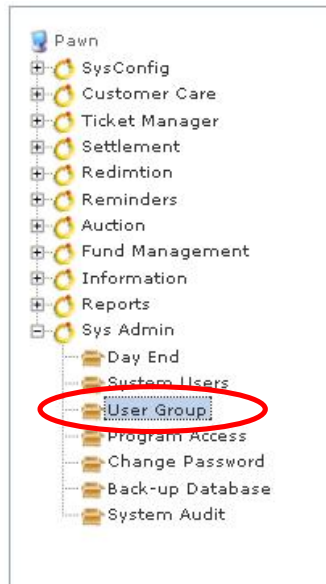 Pawn
SysConfig
Customer Care
Ticket Manager
Settlement
Redimtion
Reminders
Auction
Fund Management
Information
Reports
Sys Admin
Day End
System Users
User Group
Program Access
Change Password
Back-up Database
System Audit